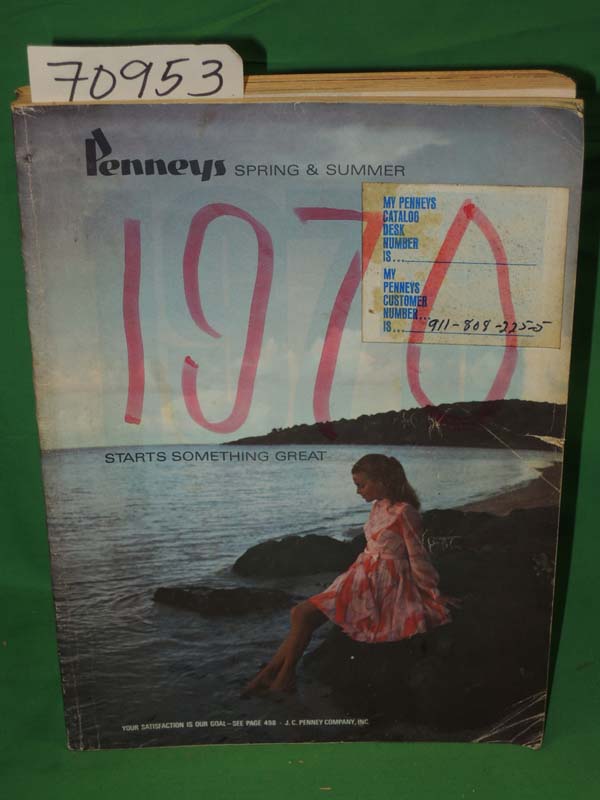 70953
Penneys SPRING & SUMMER
1970
MY PENNEYS
CATALOG
DESK
NUMBER
IS...
MY
PENNEYS
CUSTOMER
NUMBER...
IS... 911-808-225-5
STARTS SOMETHING GREAT
YOUR SATISFACTION IS OUR GOAL—SEE PAGE 498 · J. C. PENNEY COMPANY, INC.